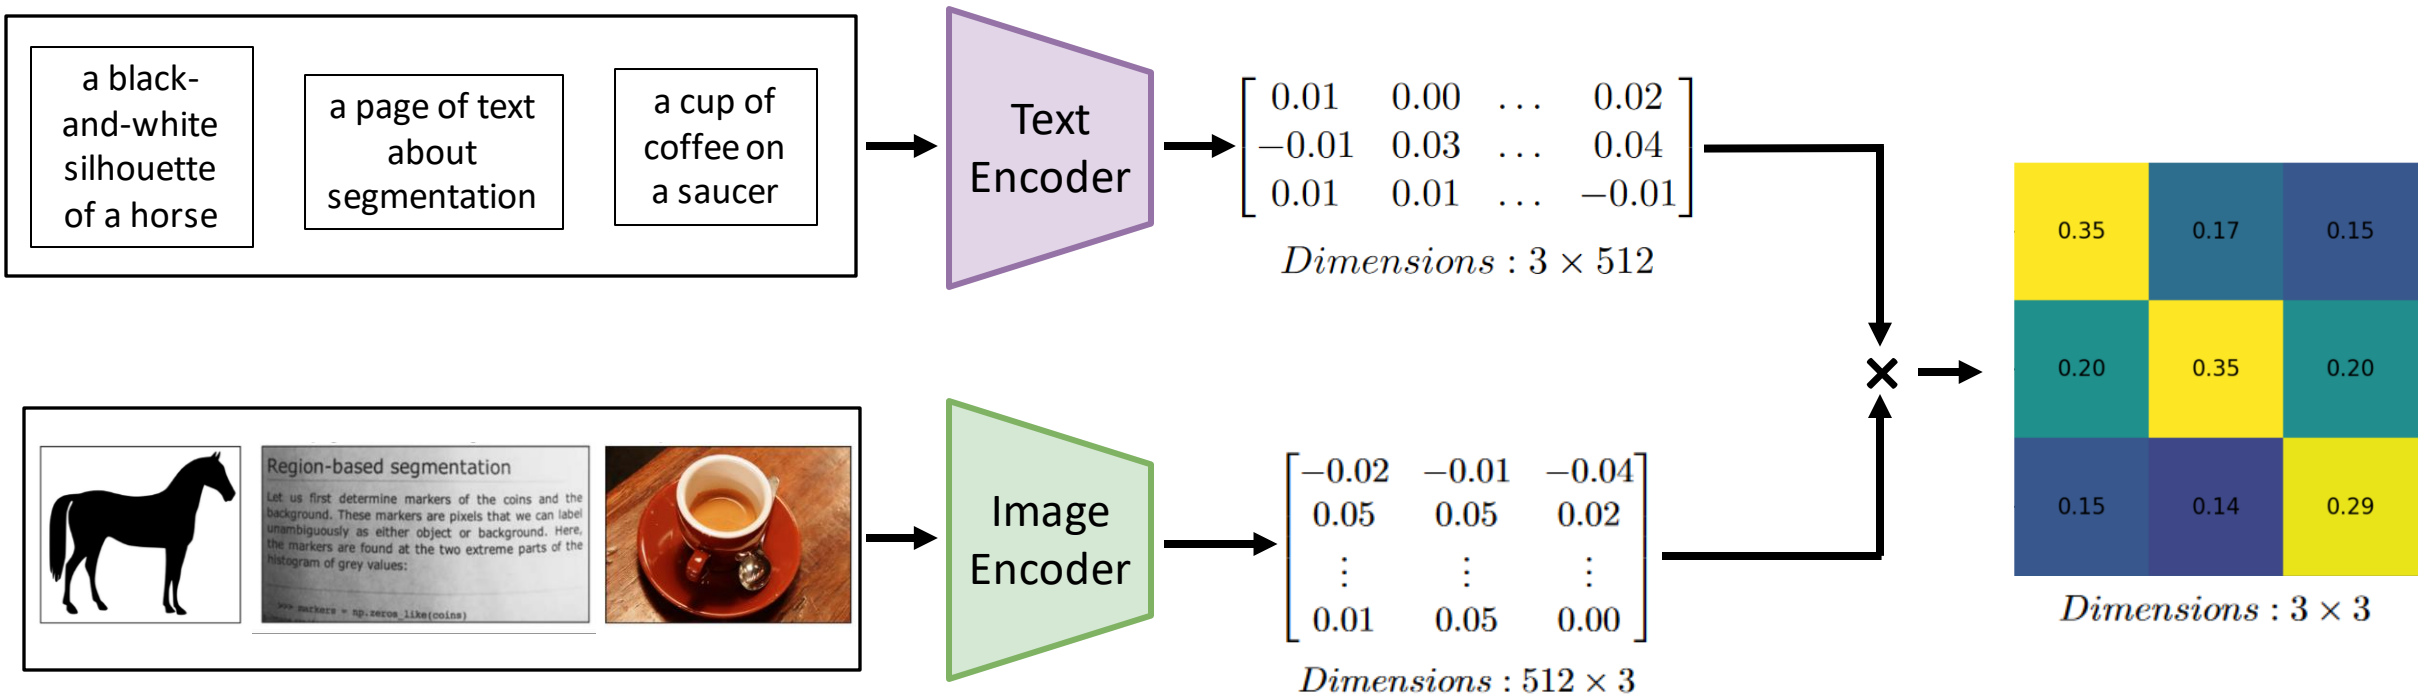 a black-
and-white
silhouette
of a horse
a page of text
about
segmentation
a cup of
coffee on
a saucer
Text
Encoder
0.01 0.00 ... 0.02
−0.01 0.03 ... 0.04
0.01 0.01 ... −0.01
Dimensions : 3 × 512
Region-based segmentation
Let us first determine markers of the coins and the
background. These markers are pixels that we can label
unambiguously as either object or background. Here,
the markers are found at the two extreme parts of the
histogram of grey values:
>>> markers = np.zeros_like(coins)
Image
Encoder
−0.02 −0.01 −0.04
0.05 0.05 0.02
⋮ ⋮ ⋮
0.01 0.05 0.00
Dimensions : 512 × 3
×
0.35 0.17 0.15
0.20 0.35 0.20
0.15 0.14 0.29
Dimensions : 3 × 3